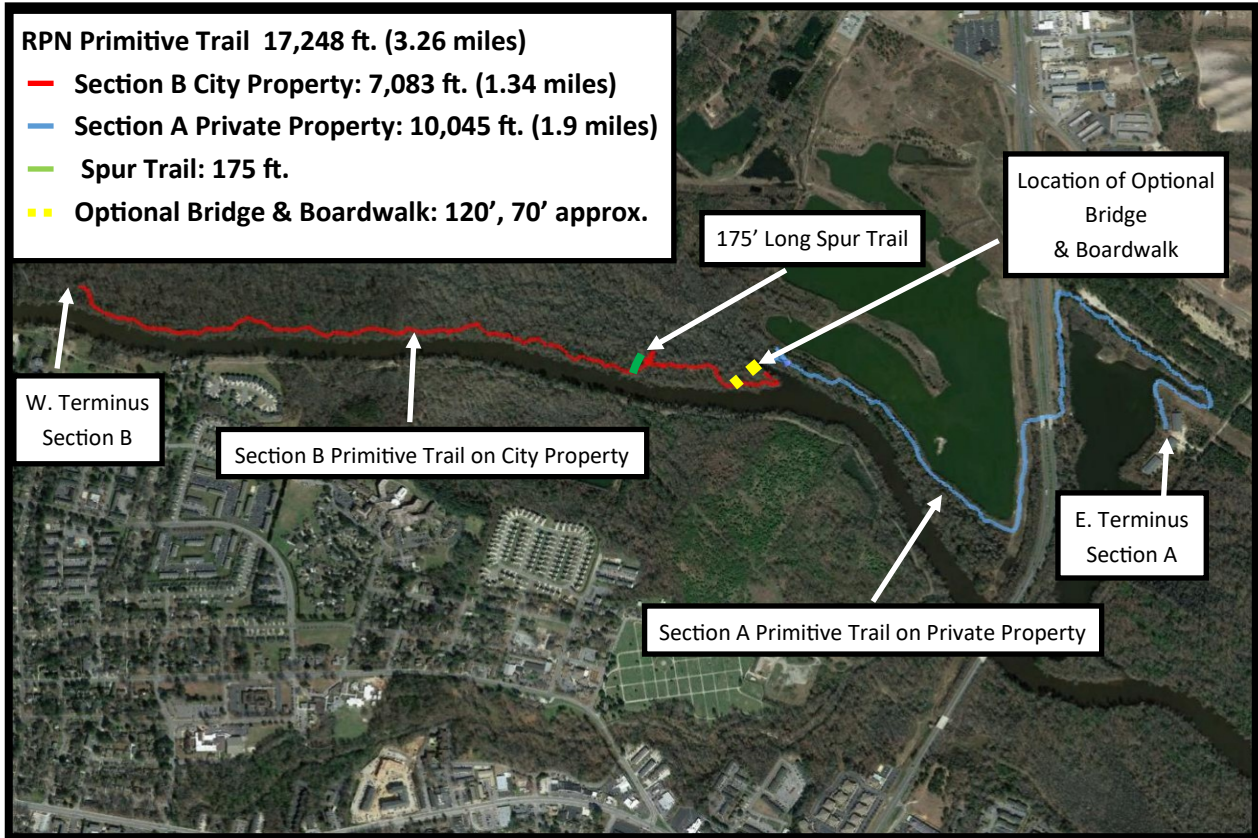 RPN Primitive Trail  17,248 ft. (3.26 miles)
Section B City Property: 7,083 ft. (1.34 miles)
Section A Private Property: 10,045 ft. (1.9 miles)
Spur Trail: 175 ft.
Optional Bridge & Boardwalk: 120’, 70’ approx.
Location of Optional
Bridge
& Boardwalk
175’ Long Spur Trail
W. Terminus
Section B
Section B Primitive Trail on City Property
E. Terminus
Section A
Section A Primitive Trail on Private Property